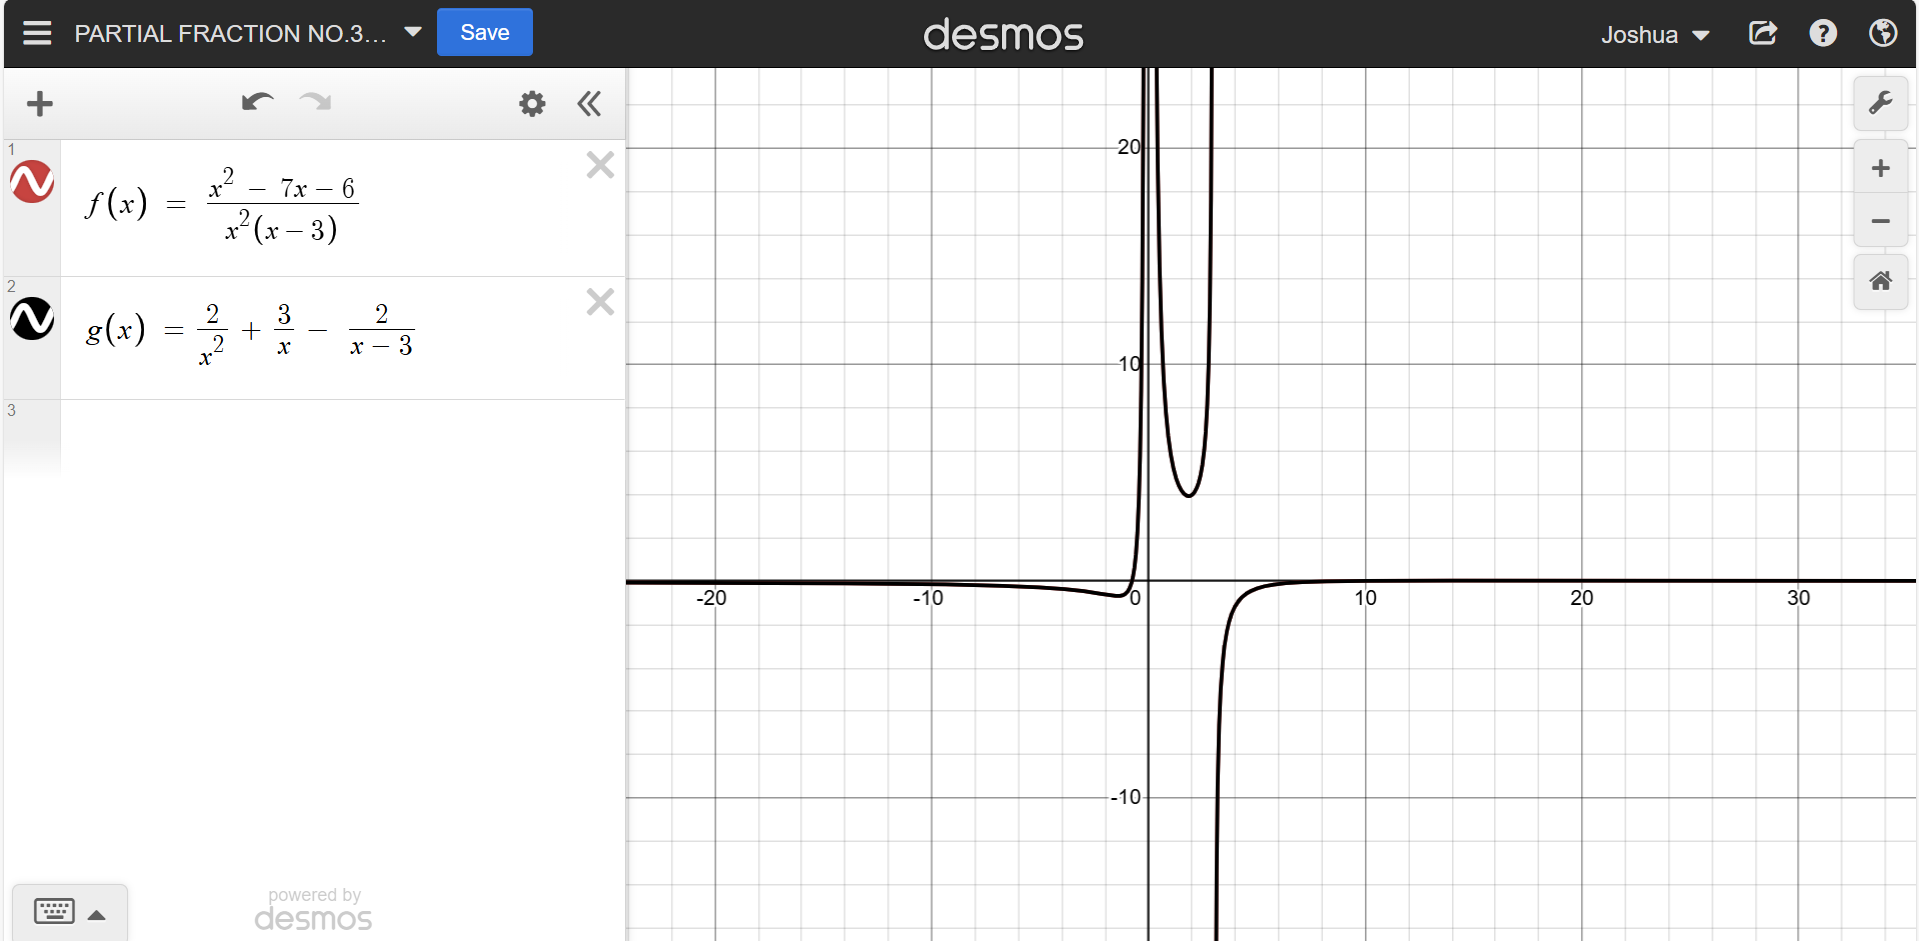 PARTIAL FRACTION NO.3... Save desmos Joshua
1
f(x) = \frac{x^2 - 7x - 6}{x^2(x - 3)}
2
g(x) = \frac{2}{x^2} + \frac{3}{x} - \frac{2}{x - 3}
3
20
10
-20 -10 0 10 20 30
-10
powered by
desmos